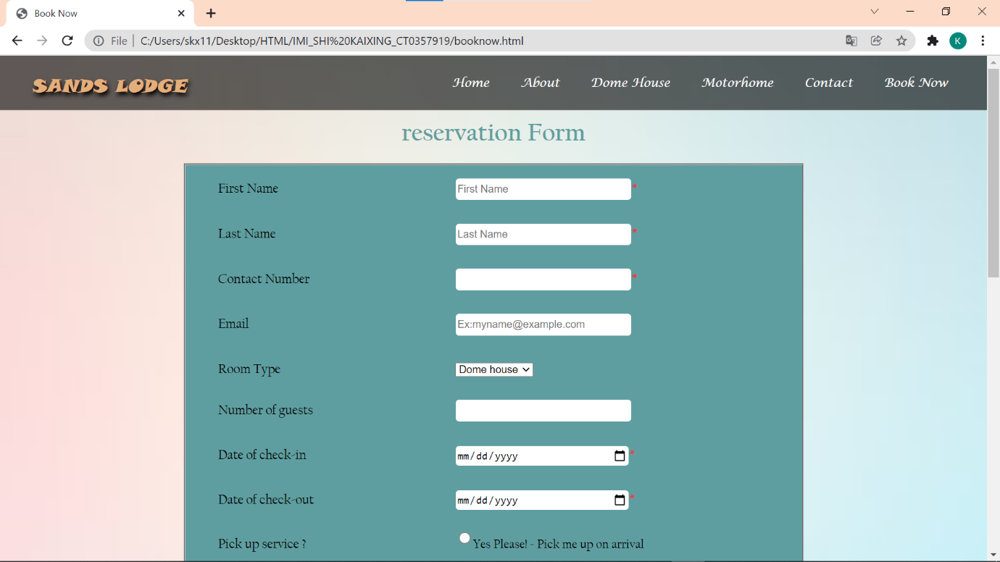 Book Now
File
C:/Users/skx11/Desktop/HTML/IMI_SHI%20KAIXING_CT0357919/booknow.html
K
SANDS LODGE
Home About Dome House Motorhome Contact Book Now
reservation Form
First Name First Name *
Last Name Last Name *
Contact Number *
Email Ex:myname@example.com
Room Type Dome house
Number of guests
Date of check-in mm/dd/yyyy *
Date of check-out mm/dd/yyyy *
Pick up service ? Yes Please! - Pick me up on arrival